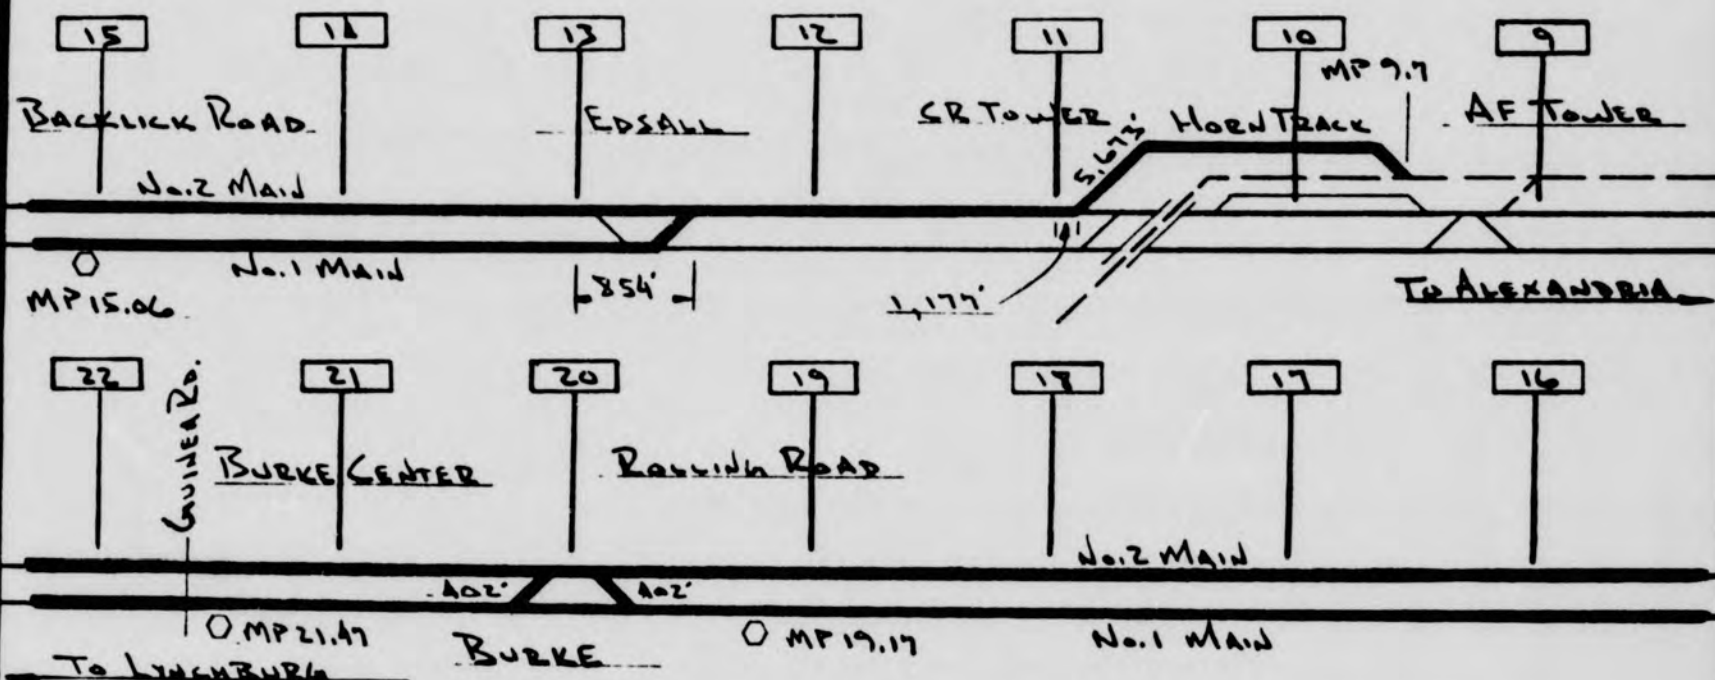 15 14 13 12 11 10 9
MP 9.7
BACKLICK ROAD EDSALL SR TOWER HORN TRACK AF TOWER
5,673'
No.2 MAIN
No.1 MAIN
MP 15.06
854'
1,177'
TO ALEXANDRIA
22 21 20 19 18 17 16
GUINEA RD.
BURKE CENTER ROLLING ROAD
No.2 MAIN
402' 402'
MP 21.47 BURKE MP 19.17 No.1 MAIN
TO LYNCHBURG